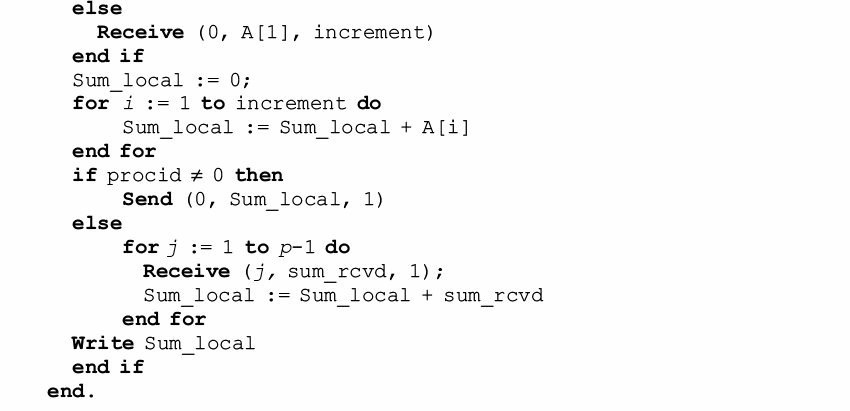 else
Receive (0, A[1], increment)
end if
Sum_local := 0;
for i := 1 to increment do
Sum_local := Sum_local + A[i]
end for
if procid ≠ 0 then
Send (0, Sum_local, 1)
else
for j := 1 to p-1 do
Receive (j, sum_rcvd, 1);
Sum_local := Sum_local + sum_rcvd
end for
Write Sum_local
end if
end.